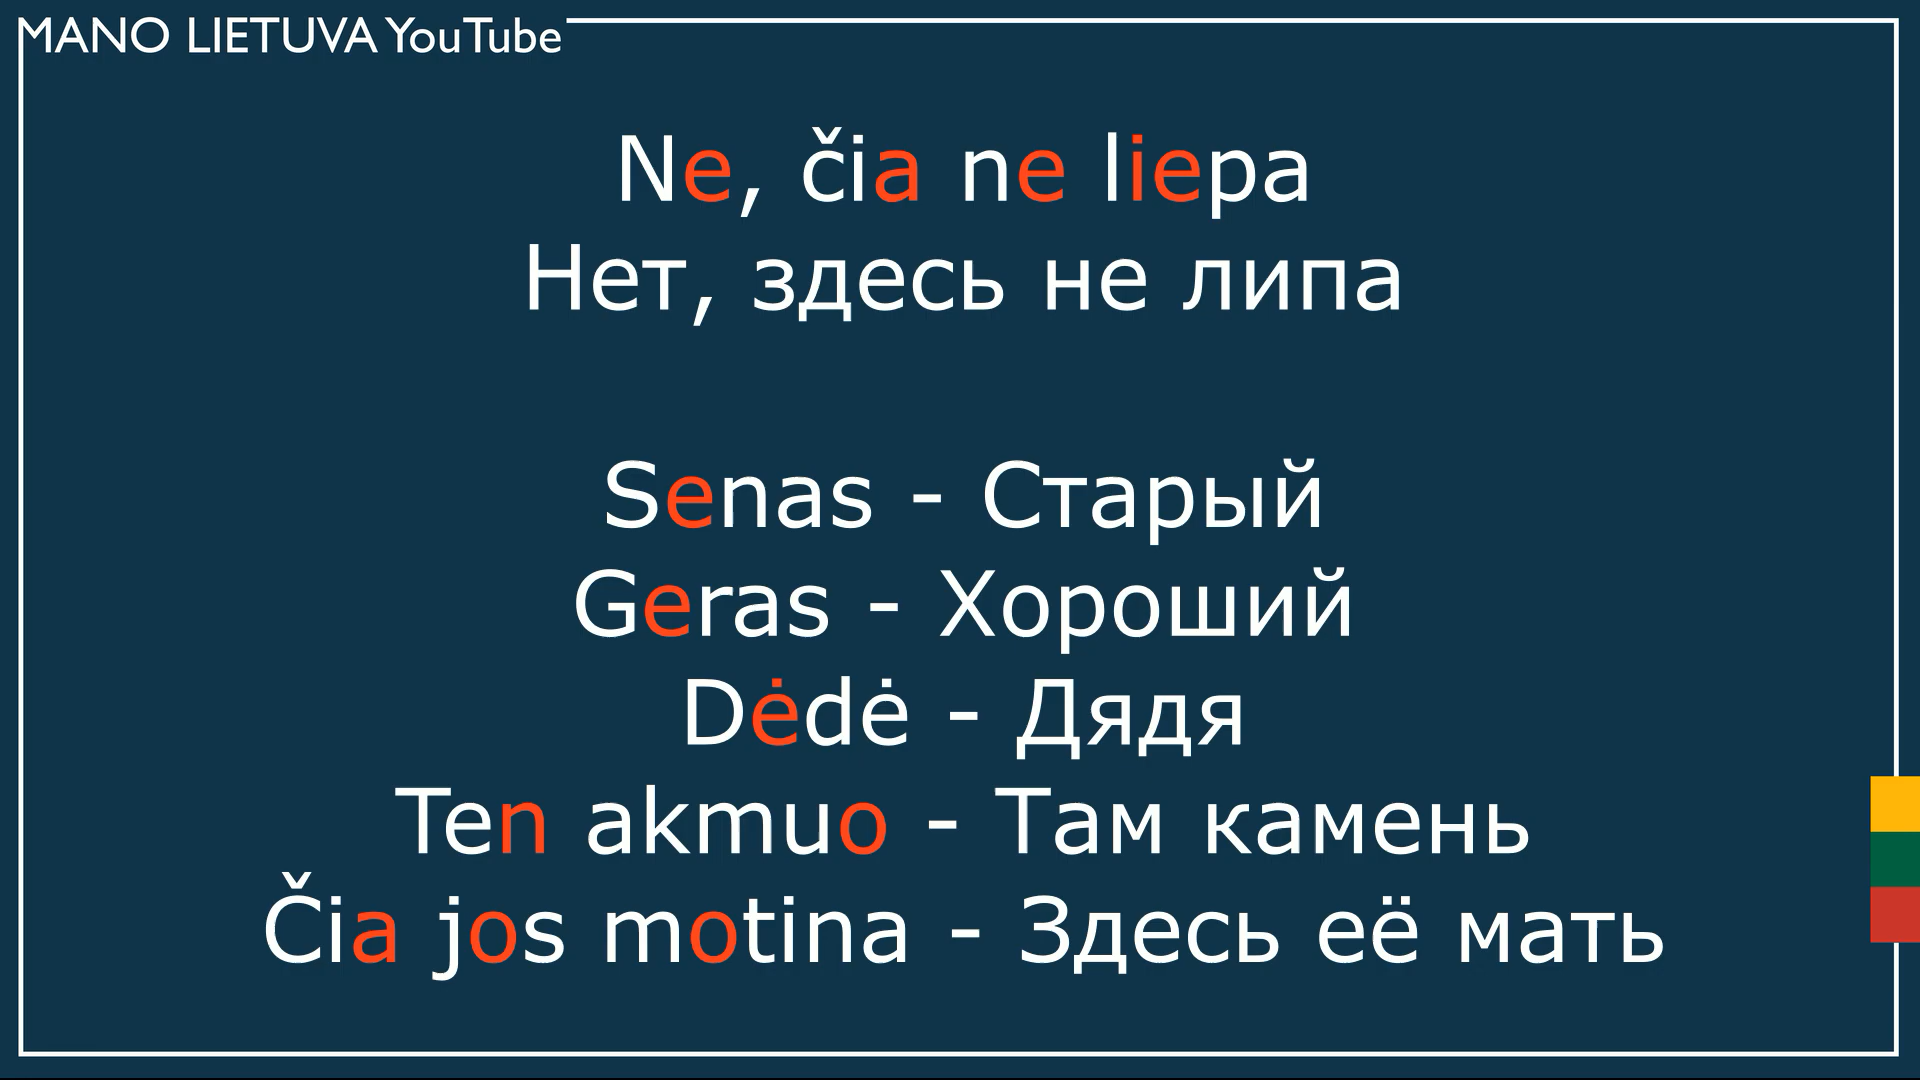 MANO LIETUVA YouTube
Ne, čia ne liepa
Нет, здесь не липа
Senas - Старый
Geras - Хороший
Dėdė - Дядя
Ten akmuo - Там камень
Čia jos motina - Здесь её мать